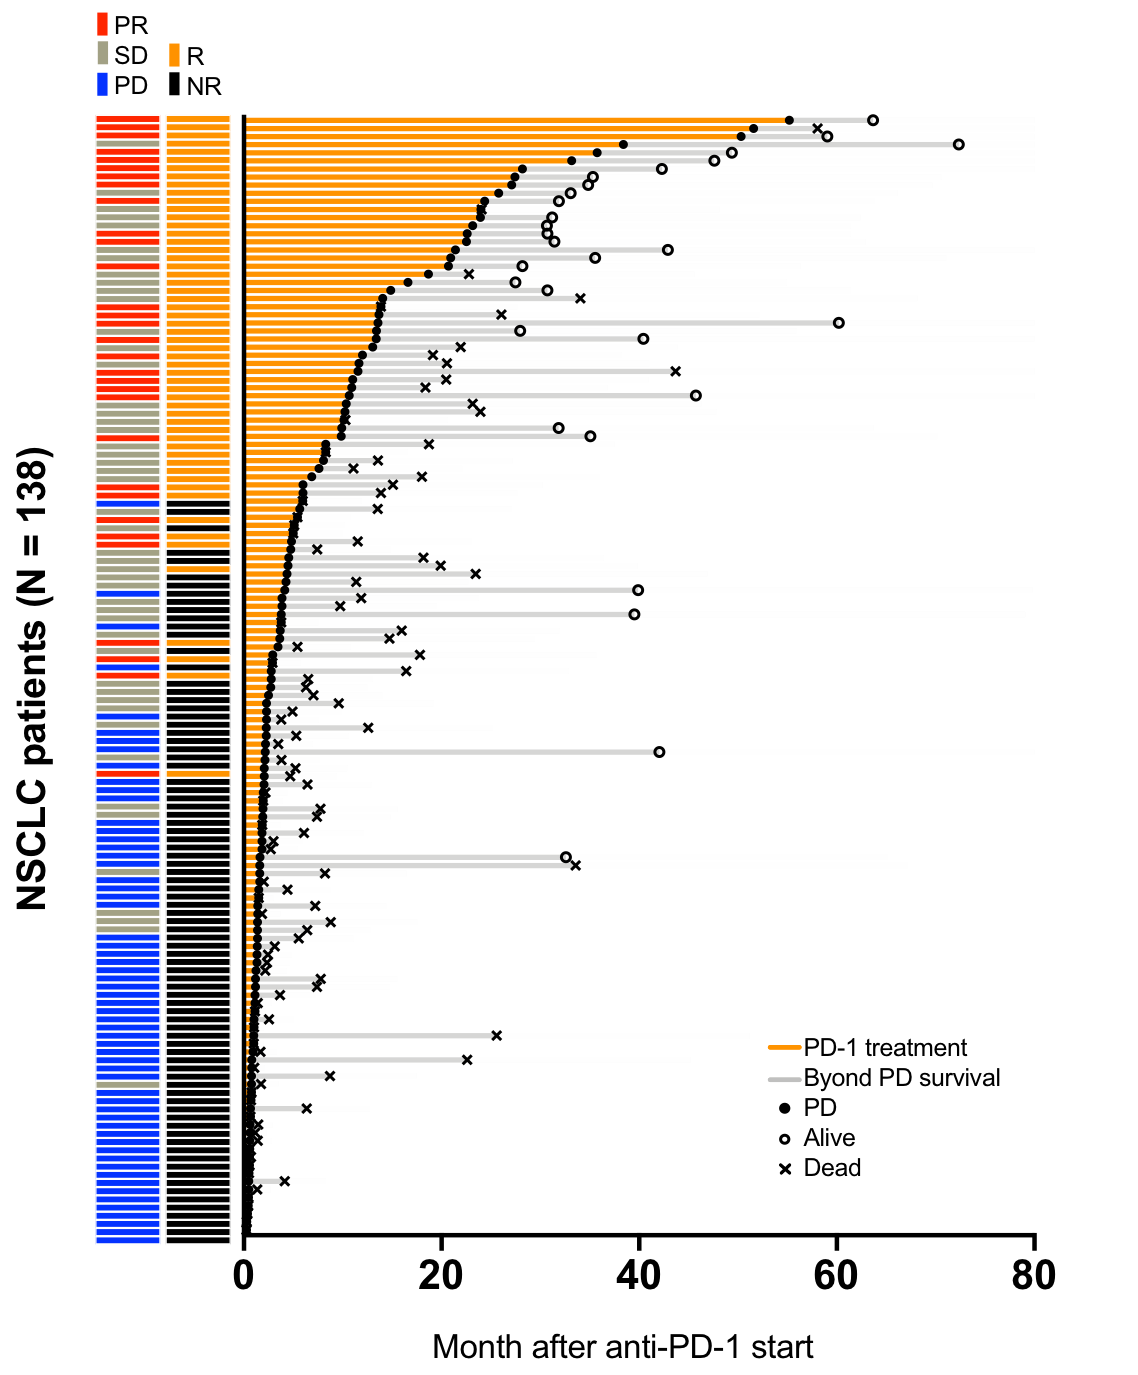 PR
SD R
PD NR
NSCLC patients (N = 138)
PD-1 treatment
Byond PD survival
PD
Alive
Dead
0 20 40 60 80
Month after anti-PD-1 start